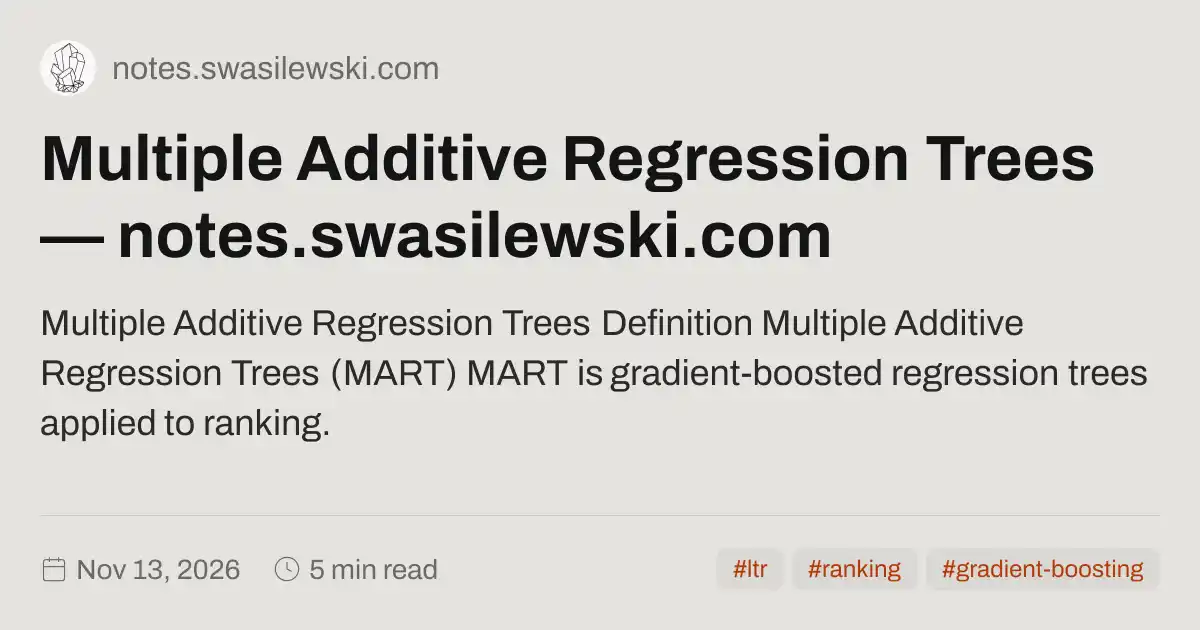 notes.swasilewski.com
Multiple Additive Regression Trees
— notes.swasilewski.com
Multiple Additive Regression Trees Definition Multiple Additive
Regression Trees (MART) MART is gradient-boosted regression trees
applied to ranking.
Nov 13, 2026
5 min read
#ltr
#ranking
#gradient-boosting